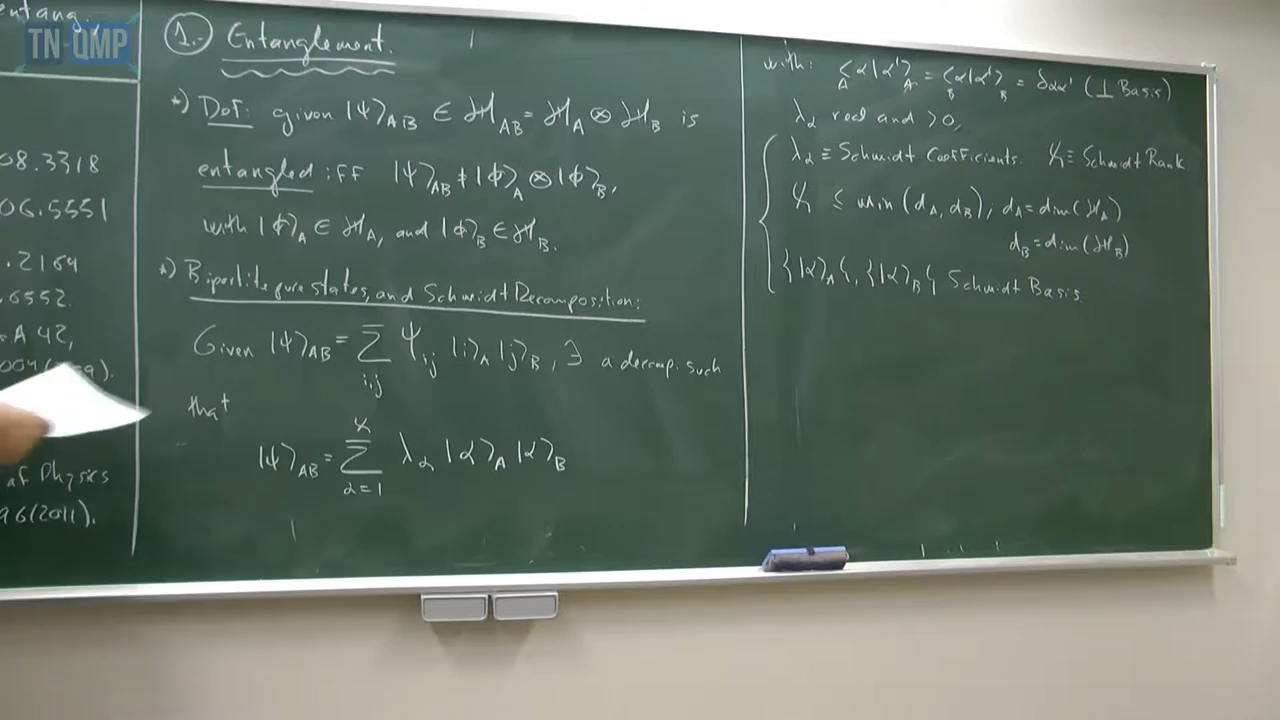 entang.
TN-QMP
08.3318
06.5551
.2164
.6552
A 42,
of Physics
96(2011).
1.- Entanglement.
*) Def: given |ψ⟩_AB ∈ ℋ_AB = ℋ_A ⊗ ℋ_B is
entangled iff |ψ⟩_AB ≠ |ϕ⟩_A ⊗ |ϕ⟩_B,
with |ϕ⟩_A ∈ ℋ_A, and |ϕ⟩_B ∈ ℋ_B.
*) Bipartite pure states, and Schmidt Decomposition:
Given |ψ⟩_AB = Σ_{i,j} Ψ_ij |i⟩_A |j⟩_B, ∃ a decomp. such
that
|ψ⟩_AB = Σ_{α=1}^{χ} λ_α |α⟩_A |α⟩_B
with: _A⟨α|α'⟩_A = _B⟨α|α'⟩_B = δ_αα' (⊥ Basis)
λ_α real and >0,
λ_α ≡ Schmidt Coefficients. χ ≡ Schmidt Rank
χ ≤ min(d_A, d_B), d_A = dim(ℋ_A)
d_B = dim(ℋ_B)
{|α⟩_A}, {|α⟩_B} Schmidt Basis.